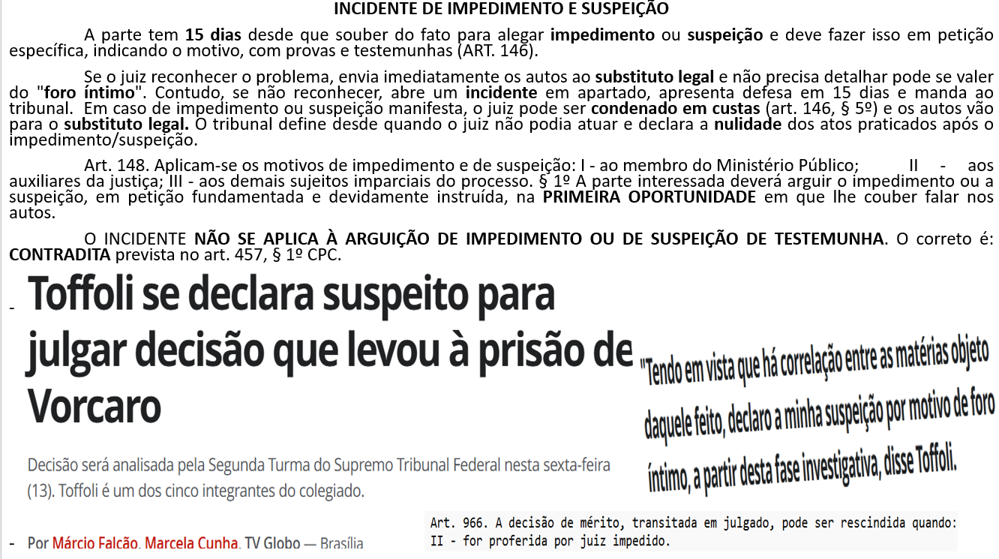 INCIDENTE DE IMPEDIMENTO E SUSPEIÇÃO
A parte tem 15 dias desde que souber do fato para alegar impedimento ou suspeição e deve fazer isso em petição
específica, indicando o motivo, com provas e testemunhas (ART. 146).
Se o juiz reconhecer o problema, envia imediatamente os autos ao substituto legal e não precisa detalhar pode se valer
do "foro íntimo". Contudo, se não reconhecer, abre um incidente em apartado, apresenta defesa em 15 dias e manda ao
tribunal. Em caso de impedimento ou suspeição manifesta, o juiz pode ser condenado em custas (art. 146, § 5º) e os autos vão
para o substituto legal. O tribunal define desde quando o juiz não podia atuar e declara a nulidade dos atos praticados após o
impedimento/suspeição.
Art. 148. Aplicam-se os motivos de impedimento e de suspeição: I - ao membro do Ministério Público; II - aos
auxiliares da justiça; III - aos demais sujeitos imparciais do processo. § 1º A parte interessada deverá arguir o impedimento ou a
suspeição, em petição fundamentada e devidamente instruída, na PRIMEIRA OPORTUNIDADE em que lhe couber falar nos
autos.
O INCIDENTE NÃO SE APLICA À ARGUIÇÃO DE IMPEDIMENTO OU DE SUSPEIÇÃO DE TESTEMUNHA. O correto é:
CONTRADITA prevista no art. 457, § 1º CPC.
- Toffoli se declara suspeito para
julgar decisão que levou à prisão de
Vorcaro
"Tendo em vista que há correlação entre as matérias objeto
daquele feito, declaro a minha suspeição por motivo de foro
íntimo, a partir desta fase investigativa, disse Toffoli.
Decisão será analisada pela Segunda Turma do Supremo Tribunal Federal nesta sexta-feira
(13). Toffoli é um dos cinco integrantes do colegiado.
- Por Márcio Falcão, Marcela Cunha, TV Globo — Brasília
Art. 966. A decisão de mérito, transitada em julgado, pode ser rescindida quando:
II - for proferida por juiz impedido.